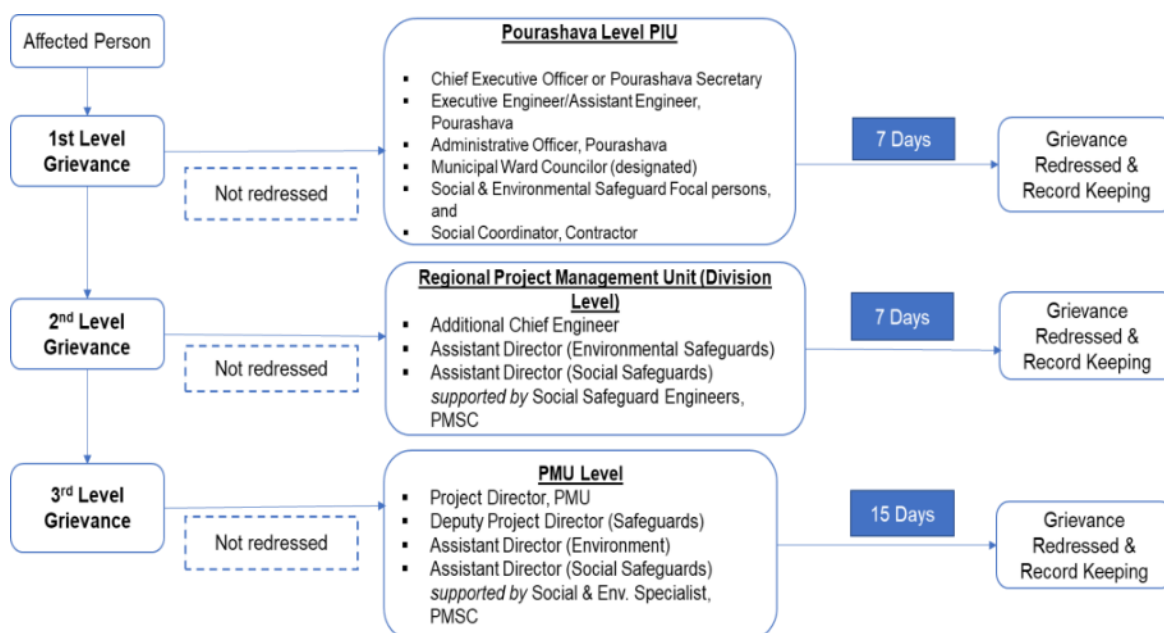 Affected Person
1st Level
Grievance
Not redressed
Pourashava Level PIU
▪ Chief Executive Officer or Pourashava Secretary
▪ Executive Engineer/Assistant Engineer,
Pourashava
▪ Administrative Officer, Pourashava
▪ Municipal Ward Councilor (designated)
▪ Social & Environmental Safeguard Focal persons,
and
▪ Social Coordinator, Contractor
7 Days
Grievance
Redressed &
Record Keeping
2nd Level
Grievance
Not redressed
Regional Project Management Unit (Division
Level)
▪ Additional Chief Engineer
▪ Assistant Director (Environmental Safeguards)
▪ Assistant Director (Social Safeguards)
supported by Social Safeguard Engineers,
PMSC
7 Days
Grievance
Redressed &
Record Keeping
3rd Level
Grievance
Not redressed
PMU Level
▪ Project Director, PMU
▪ Deputy Project Director (Safeguards)
▪ Assistant Director (Environment)
▪ Assistant Director (Social Safeguards)
supported by Social & Env. Specialist,
PMSC
15 Days
Grievance
Redressed &
Record Keeping